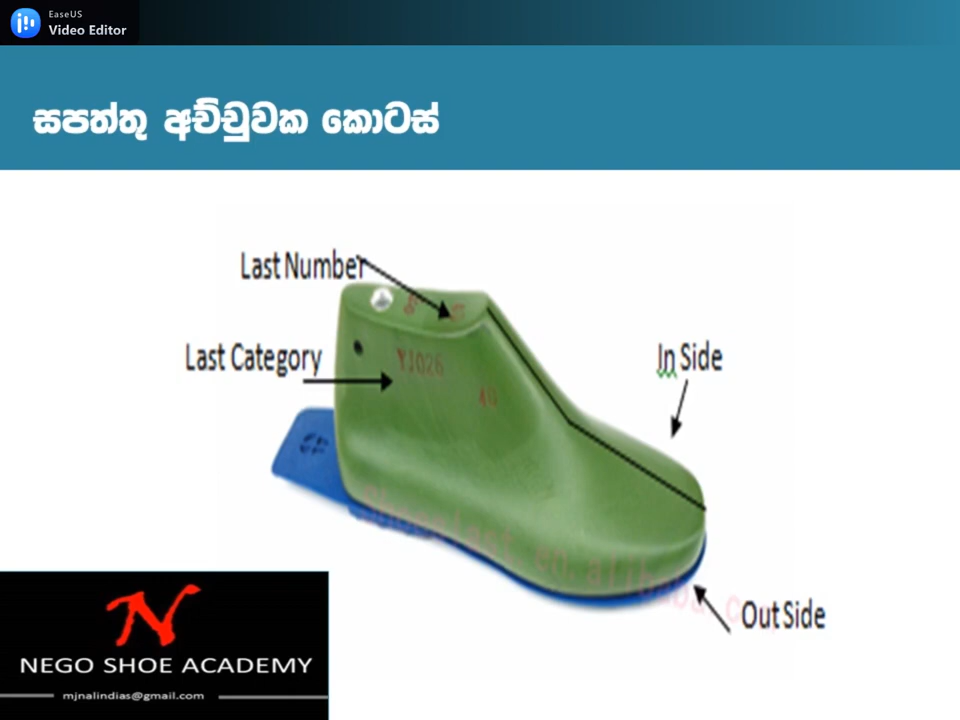 EaseUS
Video Editor
සපත්තු අච්චුවක කොටස්
Last Number
Last Category
YJ026
40
In Side
Out Side
NEGO SHOE ACADEMY
mjnalindias@gmail.com